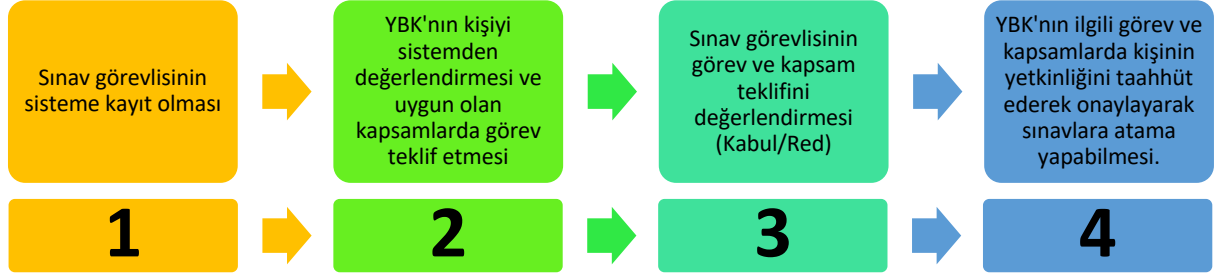 Sınav görevlisinin
sisteme kayıt olması
YBK'nın kişiyi
sistemden
değerlendirmesi ve
uygun olan
kapsamlarda görev
teklif etmesi
Sınav görevlisinin
görev ve kapsam
teklifini
değerlendirmesi
(Kabul/Red)
YBK'nın ilgili görev ve
kapsamlarda kişinin
yetkinliğini taahhüt
ederek onaylayarak
sınavlara atama
yapabilmesi.
1
2
3
4